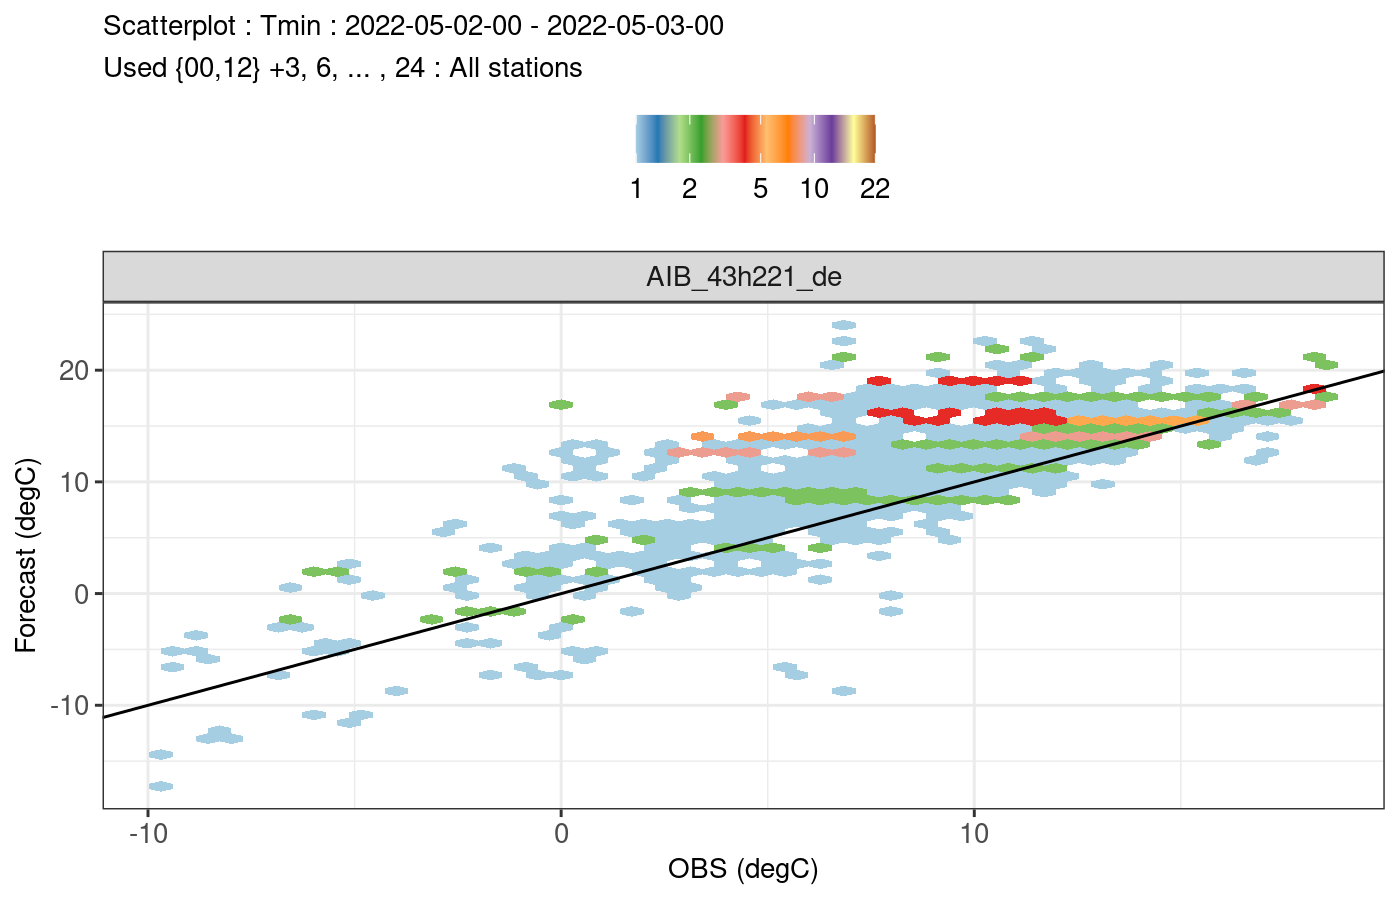 Scatterplot : Tmin : 2022-05-02-00 - 2022-05-03-00
Used {00,12} +3, 6, ... , 24 : All stations
1 2 5 10 22
AIB_43h221_de
20
10
0
-10
Forecast (degC)
-10 0 10
OBS (degC)